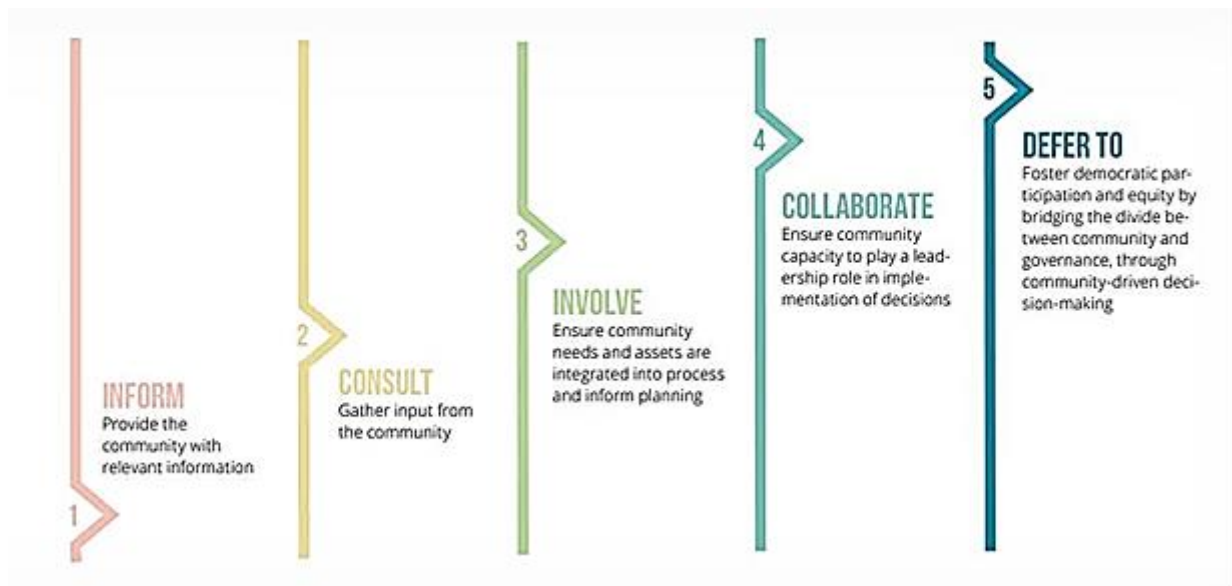 1
INFORM
Provide the
community with
relevant information
2
CONSULT
Gather input from
the community
3
INVOLVE
Ensure community
needs and assets are
integrated into process
and inform planning
4
COLLABORATE
Ensure community
capacity to play a lead-
ership role in imple-
mentation of decisions
5
DEFER TO
Foster democratic par-
ticipation and equity by
bridging the divide be-
tween community and
governance, through
community-driven deci-
sion-making